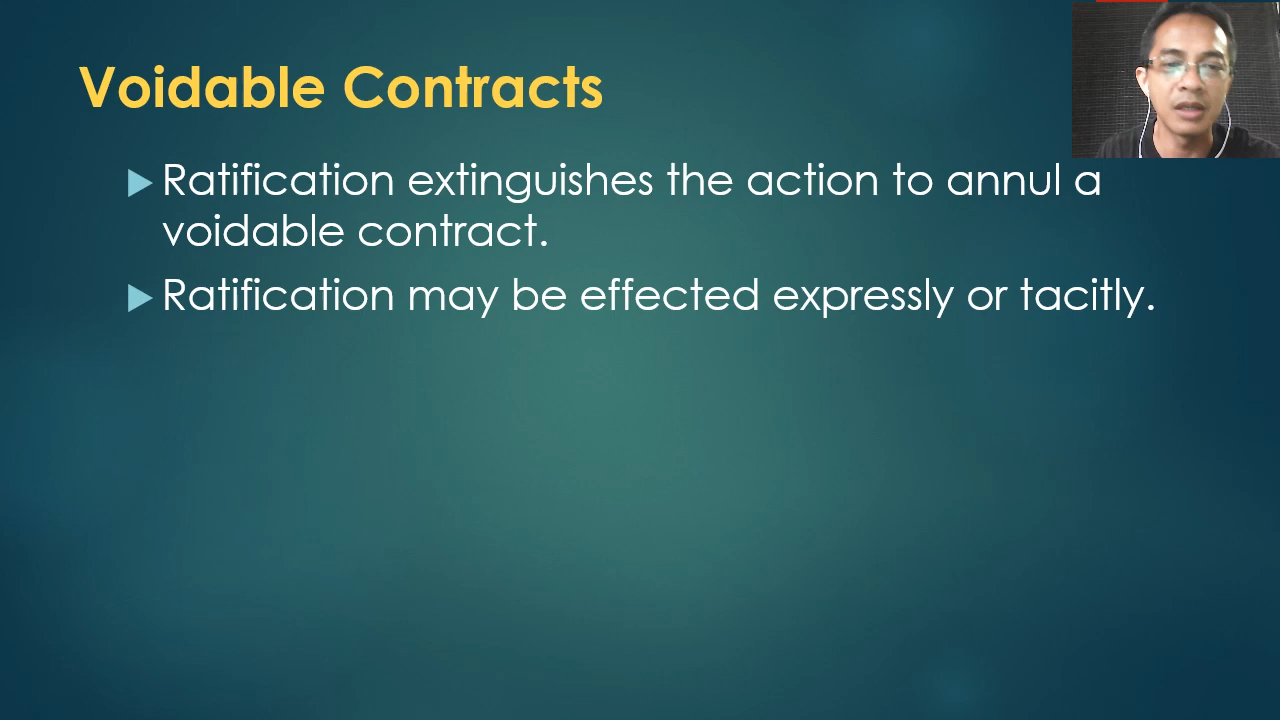 Voidable Contracts
Ratification extinguishes the action to annul a
voidable contract.
Ratification may be effected expressly or tacitly.